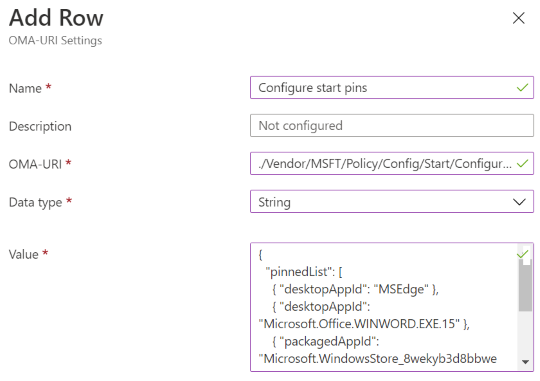 Add Row
OMA-URI Settings
Name *
Configure start pins
Description
Not configured
OMA-URI *
./Vendor/MSFT/Policy/Config/Start/Configur...
Data type *
String
Value *
{
"pinnedList": [
{ "desktopAppId": "MSEdge" },
{ "desktopAppId":
"Microsoft.Office.WINWORD.EXE.15" },
{ "packagedAppId":
"Microsoft.WindowsStore_8wekyb3d8bbwe